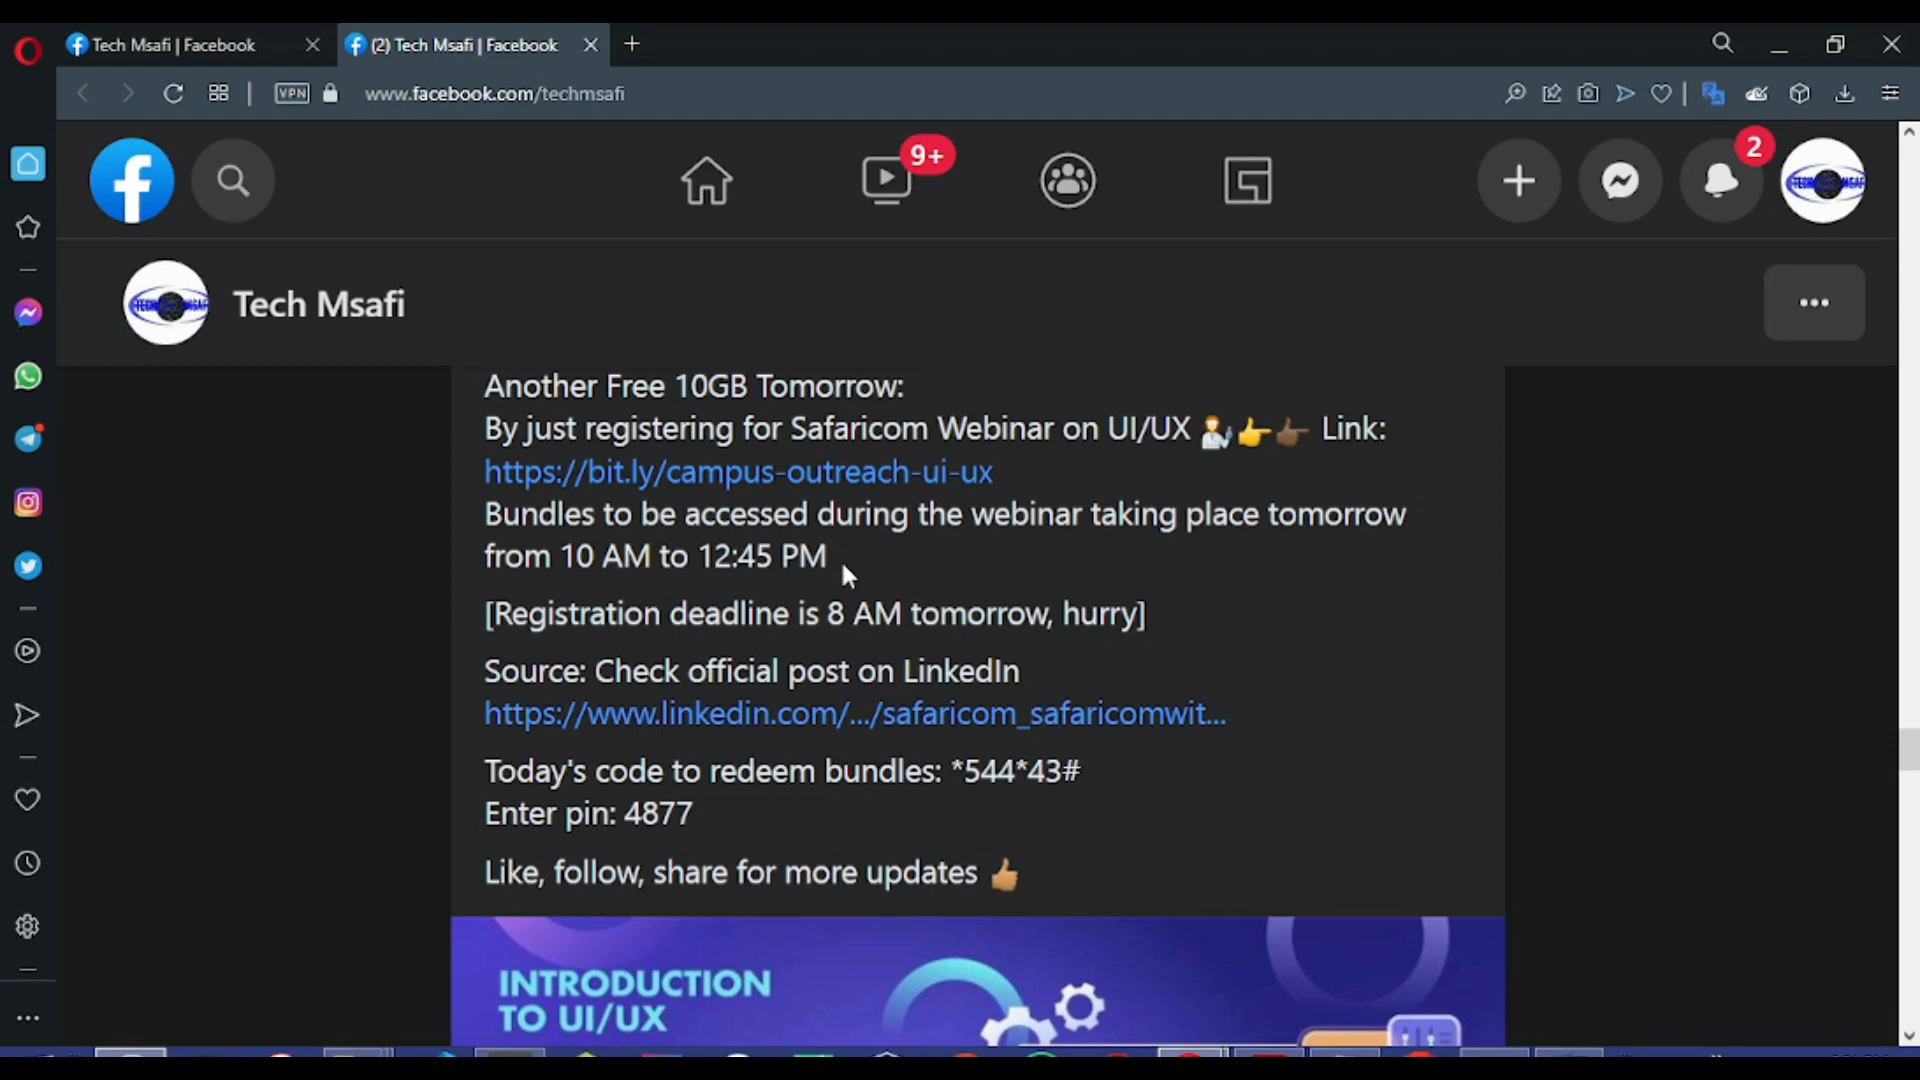 Tech Msafi | Facebook
(2) Tech Msafi | Facebook
VPN
www.facebook.com/techmsafi
9+
2
Tech Msafi
Another Free 10GB Tomorrow:
By just registering for Safaricom Webinar on UI/UX 👨‍🎨👉👉🏿 Link:
https://bit.ly/campus-outreach-ui-ux
Bundles to be accessed during the webinar taking place tomorrow
from 10 AM to 12:45 PM
[Registration deadline is 8 AM tomorrow, hurry]
Source: Check official post on LinkedIn
https://www.linkedin.com/.../safaricom_safaricomwit...
Today's code to redeem bundles: *544*43#
Enter pin: 4877
Like, follow, share for more updates 👍🏽
INTRODUCTION
TO UI/UX